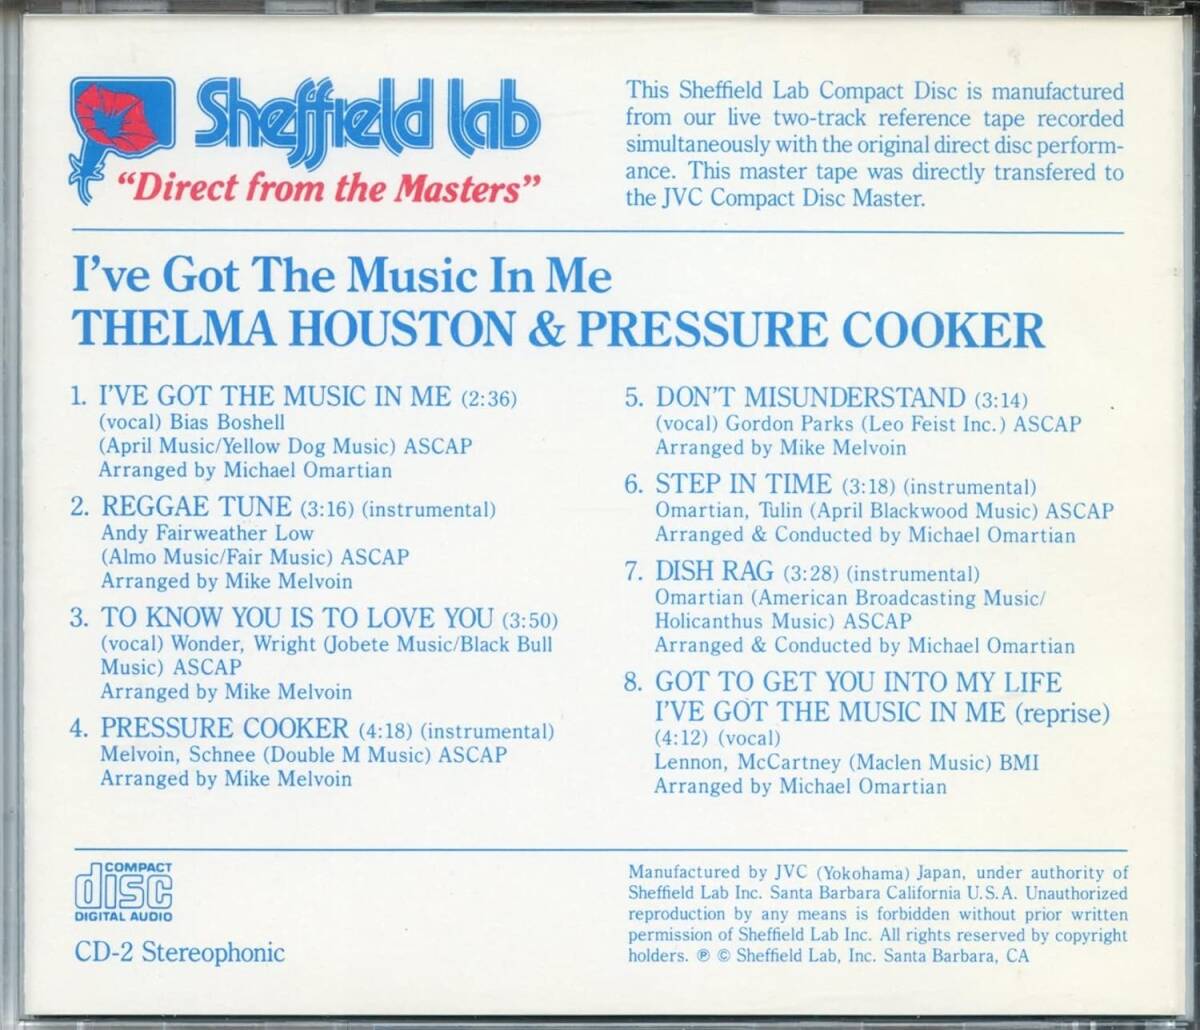 Sheffield Lab
“Direct from the Masters”
This Sheffield Lab Compact Disc is manufactured
from our live two-track reference tape recorded
simultaneously with the original direct disc perform-
ance. This master tape was directly transfered to
the JVC Compact Disc Master.
I've Got The Music In Me
THELMA HOUSTON & PRESSURE COOKER
1. I'VE GOT THE MUSIC IN ME (2:36)
(vocal) Bias Boshell
(April Music/Yellow Dog Music) ASCAP
Arranged by Michael Omartian
2. REGGAE TUNE (3:16) (instrumental)
Andy Fairweather Low
(Almo Music/Fair Music) ASCAP
Arranged by Mike Melvoin
3. TO KNOW YOU IS TO LOVE YOU (3:50)
(vocal) Wonder, Wright (Jobete Music/Black Bull
Music) ASCAP
Arranged by Mike Melvoin
4. PRESSURE COOKER (4:18) (instrumental)
Melvoin, Schnee (Double M Music) ASCAP
Arranged by Mike Melvoin
5. DON'T MISUNDERSTAND (3:14)
(vocal) Gordon Parks (Leo Feist Inc.) ASCAP
Arranged by Mike Melvoin
6. STEP IN TIME (3:18) (instrumental)
Omartian, Tulin (April Blackwood Music) ASCAP
Arranged & Conducted by Michael Omartian
7. DISH RAG (3:28) (instrumental)
Omartian (American Broadcasting Music/
Holicanthus Music) ASCAP
Arranged & Conducted by Michael Omartian
8. GOT TO GET YOU INTO MY LIFE
I'VE GOT THE MUSIC IN ME (reprise)
(4:12) (vocal)
Lennon, McCartney (Maclen Music) BMI
Arranged by Michael Omartian
COMPACT
disc
DIGITAL AUDIO
CD-2 Stereophonic
Manufactured by JVC (Yokohama) Japan, under authority of
Sheffield Lab Inc. Santa Barbara California U.S.A. Unauthorized
reproduction by any means is forbidden without prior written
permission of Sheffield Lab Inc. All rights reserved by copyright
holders. ℗ © Sheffield Lab, Inc. Santa Barbara, CA